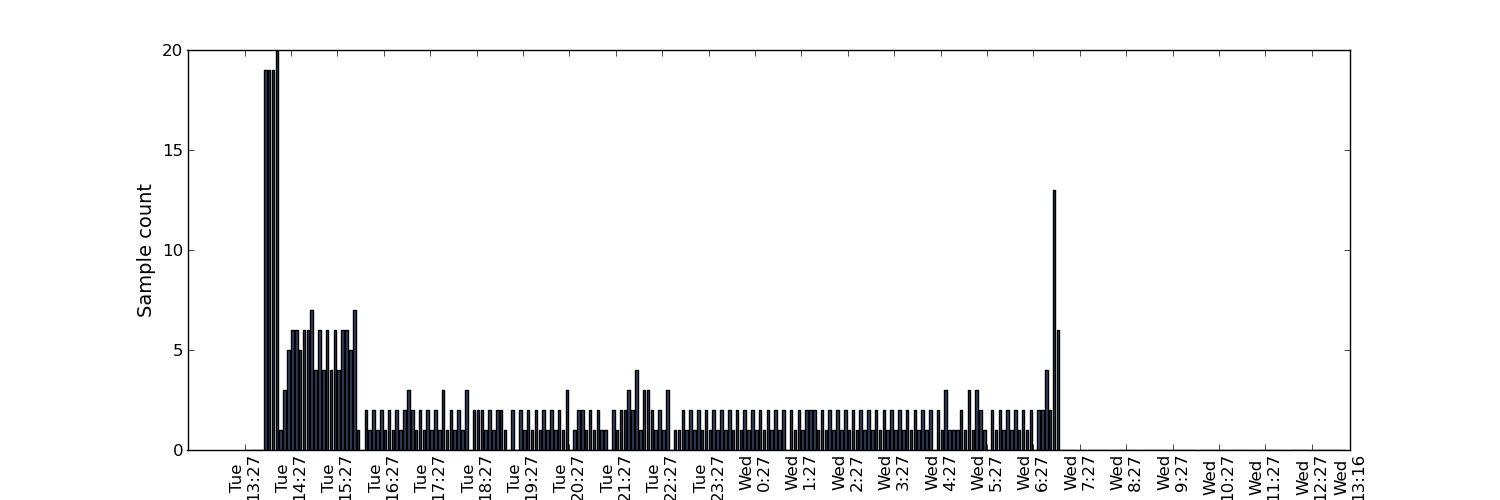 20
15
10
5
0
Sample count
Tue
13:27
Tue
14:27
Tue
15:27
Tue
16:27
Tue
17:27
Tue
18:27
Tue
19:27
Tue
20:27
Tue
21:27
Tue
22:27
Tue
23:27
Wed
0:27
Wed
1:27
Wed
2:27
Wed
3:27
Wed
4:27
Wed
5:27
Wed
6:27
Wed
7:27
Wed
8:27
Wed
9:27
Wed
10:27
Wed
11:27
Wed
12:27
Wed
13:16